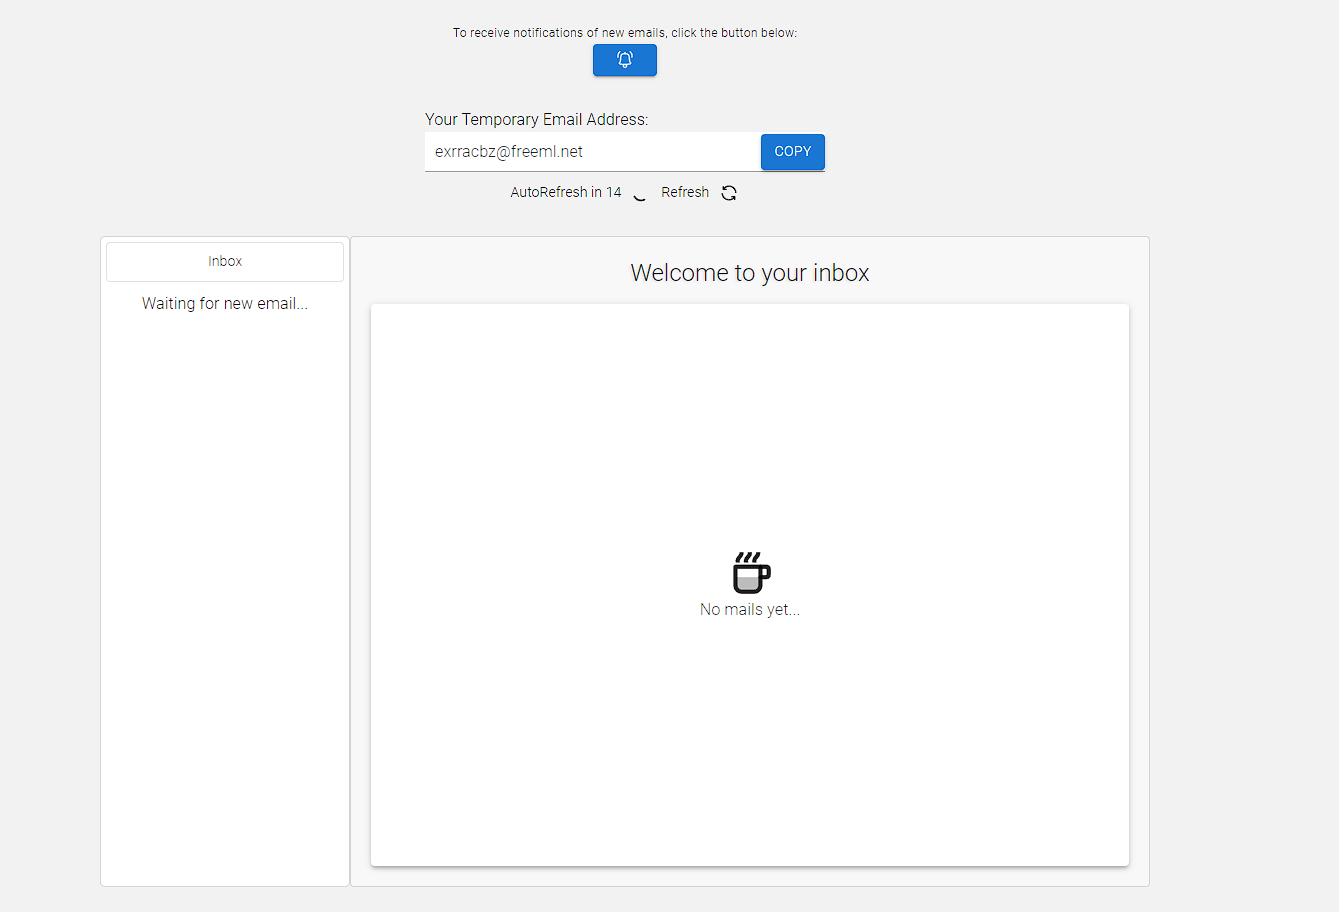 To receive notifications of new emails, click the button below:
Your Temporary Email Address:
exrracbz@freeml.net
COPY
AutoRefresh in 14
Refresh
Inbox
Waiting for new email...
Welcome to your inbox
No mails yet...